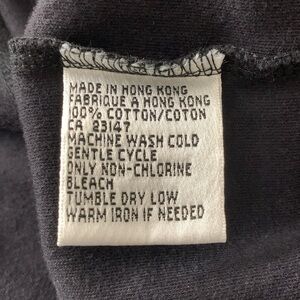 MADE IN HONG KONG
FABRIQUE A HONG KONG
100% COTTON/COTON
CA 23147
MACHINE WASH COLD
GENTLE CYCLE
ONLY NON-CHLORINE
BLEACH
TUMBLE DRY LOW
WARM IRON IF NEEDED